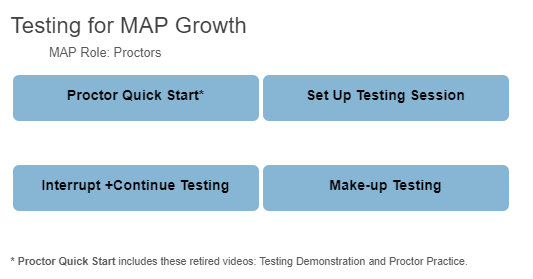 Testing for MAP Growth
MAP Role: Proctors
Proctor Quick Start*
Set Up Testing Session
Interrupt +Continue Testing
Make-up Testing
* Proctor Quick Start includes these retired videos: Testing Demonstration and Proctor Practice.